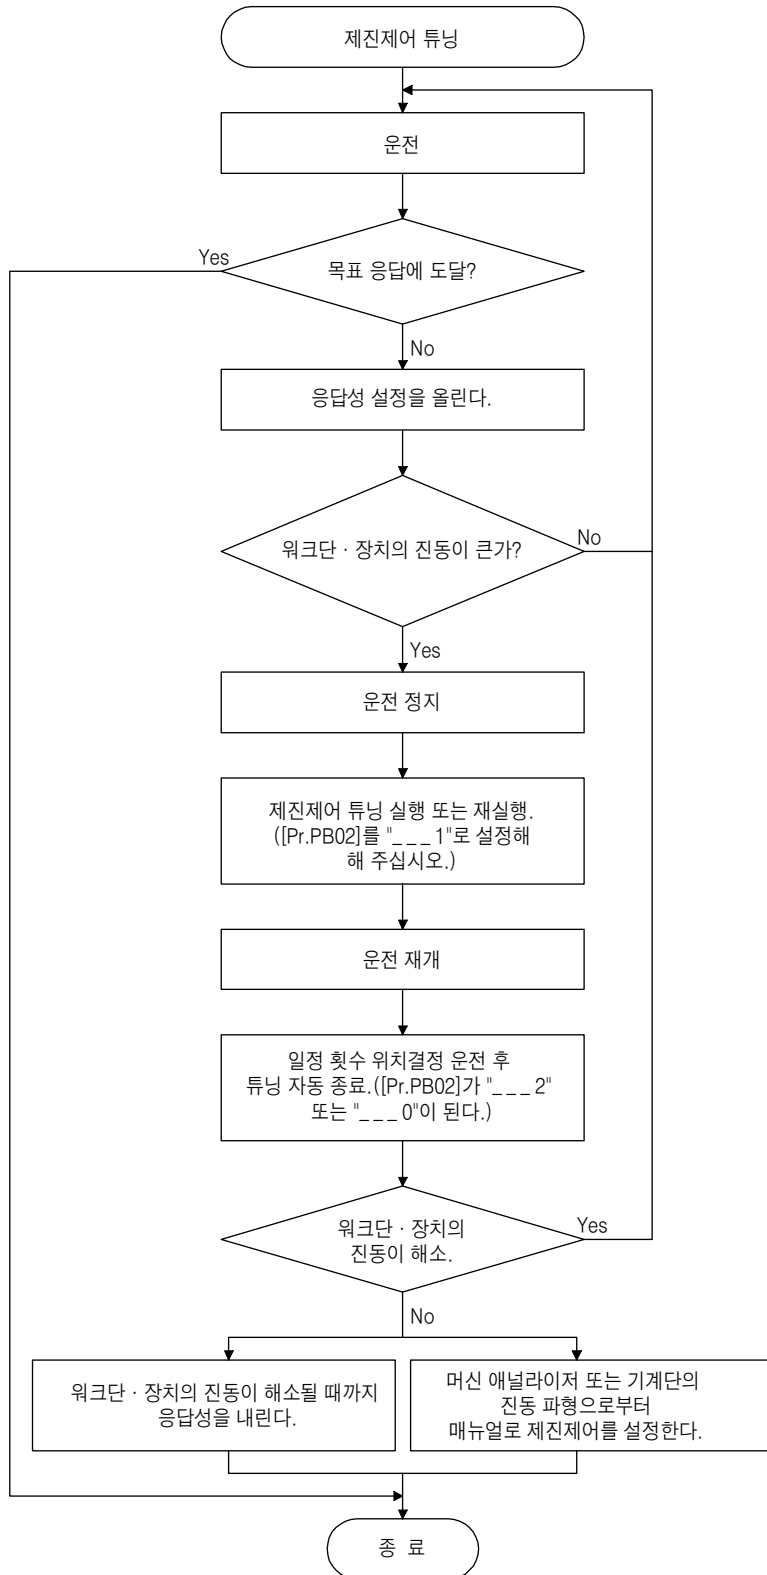 제진제어 튜닝
운전
Yes
목표 응답에 도달?
No
응답성 설정을 올린다.
워크단 · 장치의 진동이 큰가?
No
Yes
운전 정지
제진제어 튜닝 실행 또는 재실행.
([Pr.PB02]를 "_ _ _ 1"로 설정해
해 주십시오.)
운전 재개
일정 횟수 위치결정 운전 후
튜닝 자동 종료.([Pr.PB02]가 "_ _ _ 2"
또는 "_ _ _ 0"이 된다.)
워크단 · 장치의
진동이 해소.
Yes
No
워크단 · 장치의 진동이 해소될 때까지
응답성을 내린다.
머신 애널라이저 또는 기계단의
진동 파형으로부터
매뉴얼로 제진제어를 설정한다.
종 료